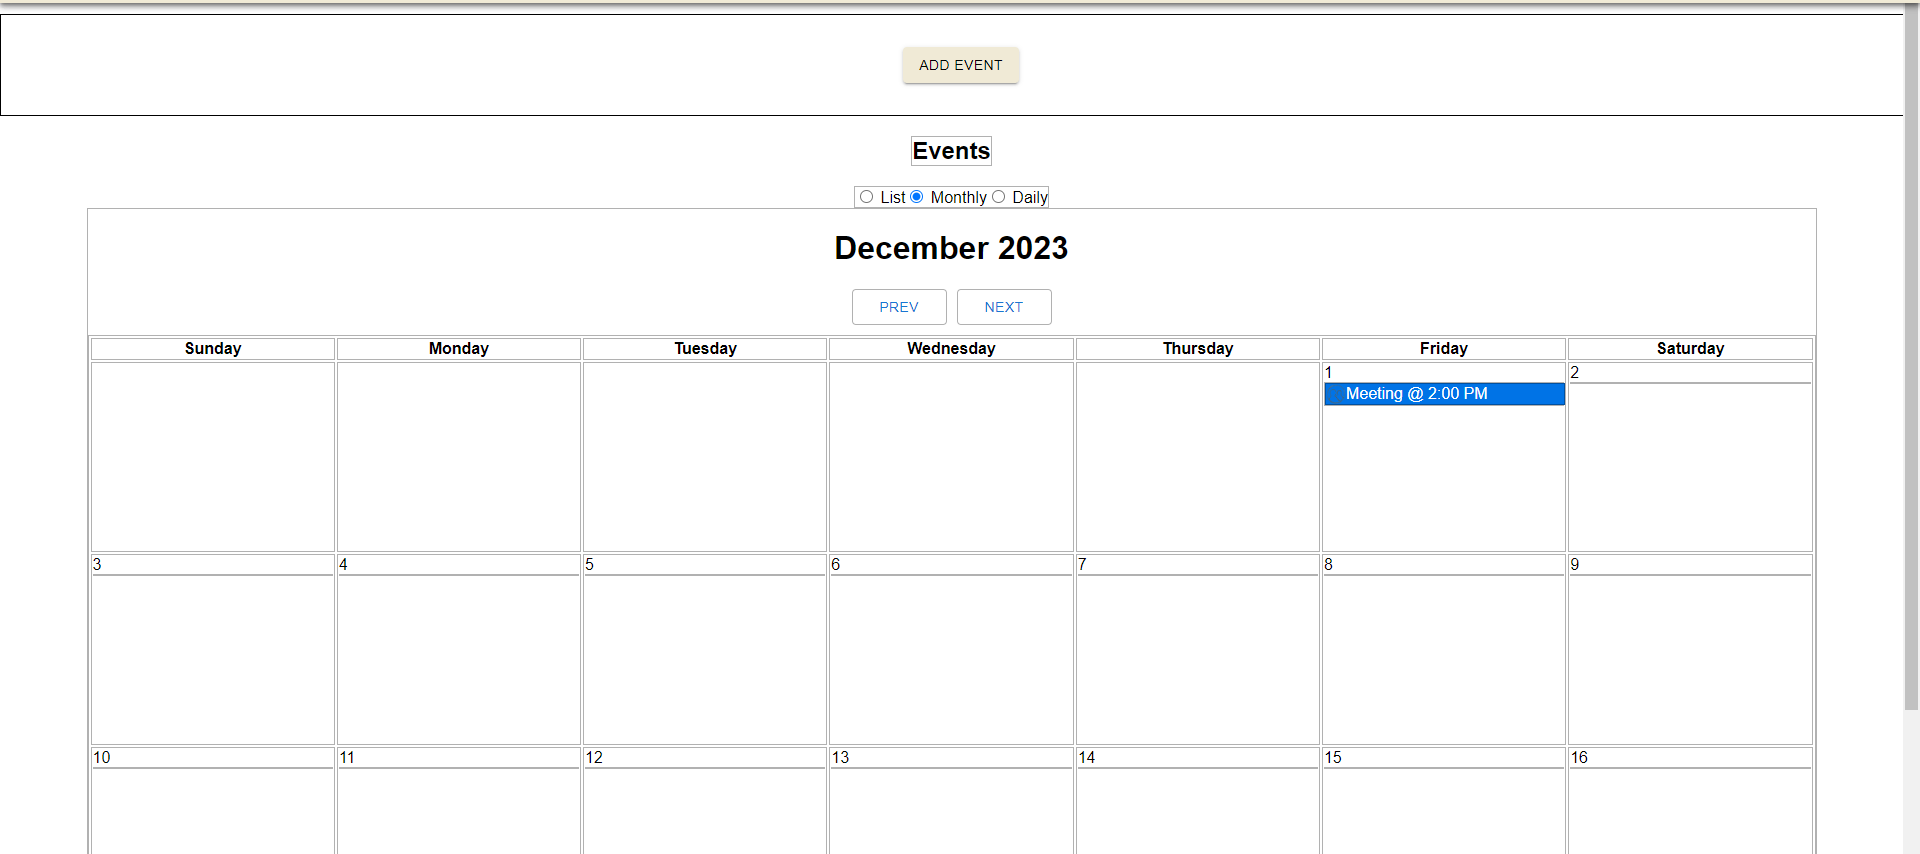 ADD EVENT
Events
List Monthly Daily
December 2023
PREV NEXT
Sunday Monday Tuesday Wednesday Thursday Friday Saturday
1 2
Meeting @ 2:00 PM
3 4 5 6 7 8 9
10 11 12 13 14 15 16